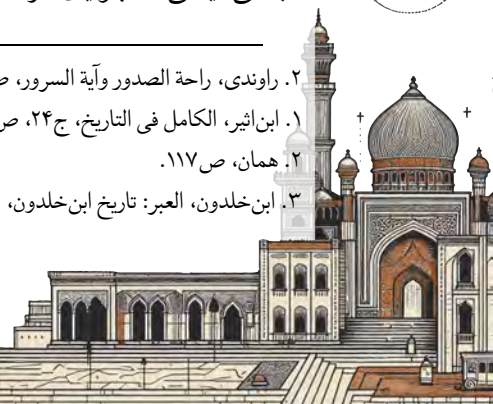 ۲. راوندی، راحة الصدور وآیة السرور،
۱. ابن‌اثیر، الکامل فی التاریخ، ج۲۴،
۲. همان، ص۱۱۷.
۳. ابن‌خلدون، العبر: تاریخ ابن‌خلدون،